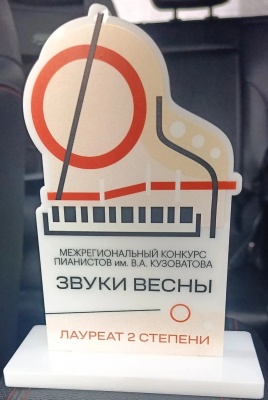 МЕЖРЕГИОНАЛЬНЫЙ КОНКУРС
ПИАНИСТОВ им. В.А. КУЗОВАТОВА
ЗВУКИ ВЕСНЫ
ЛАУРЕАТ 2 СТЕПЕНИ